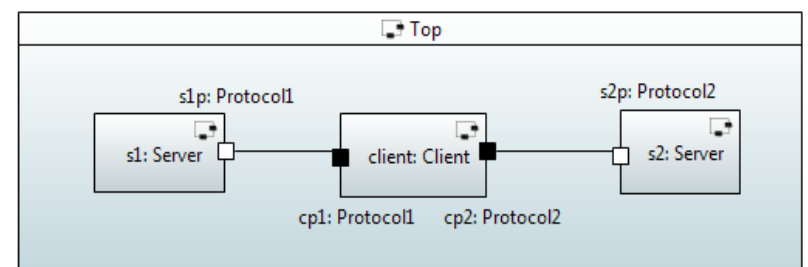 Top
s1p: Protocol1
s2p: Protocol2
s1: Server
client: Client
s2: Server
cp1: Protocol1
cp2: Protocol2